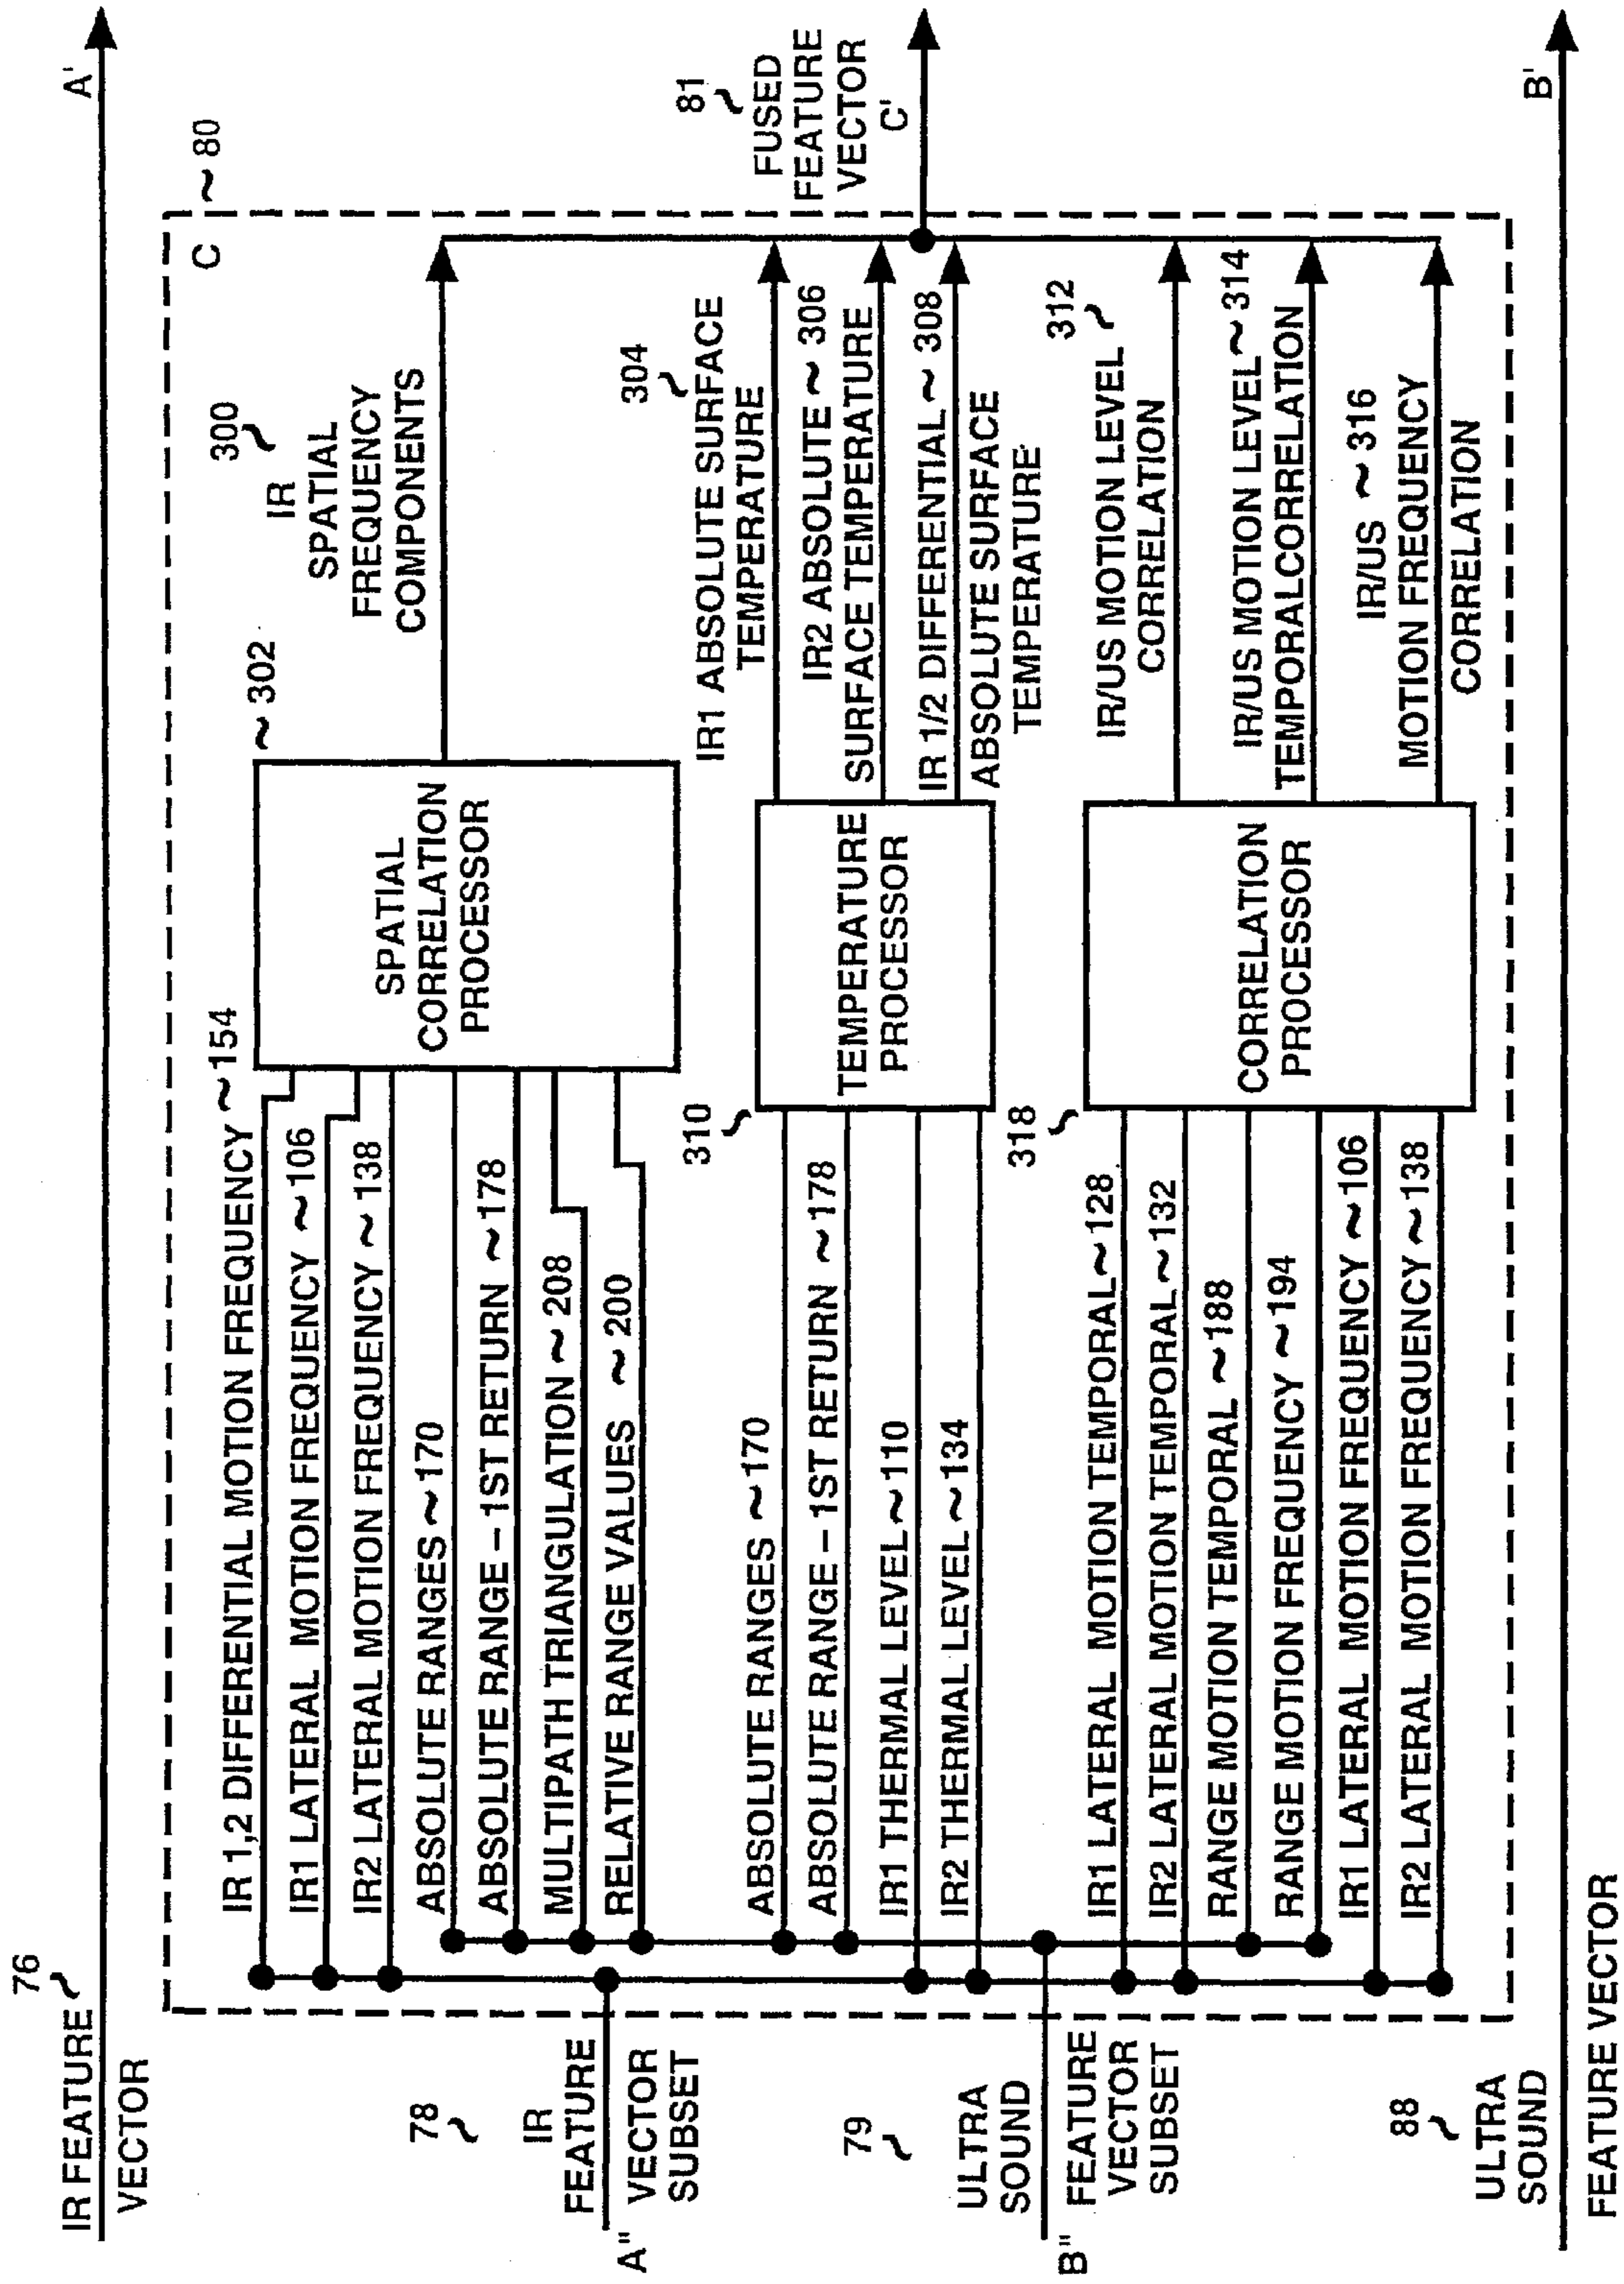 76
IR FEATURE
VECTOR
A'
C
80
IR 1,2 DIFFERENTIAL MOTION FREQUENCY ~154
IR1 LATERAL MOTION FREQUENCY ~106
IR2 LATERAL MOTION FREQUENCY ~138
ABSOLUTE RANGES ~170
ABSOLUTE RANGE – 1ST RETURN ~178
MULTIPATH TRIANGULATION ~208
RELATIVE RANGE VALUES ~200
302
SPATIAL
CORRELATION
PROCESSOR
300
IR
SPATIAL
FREQUENCY
COMPONENTS
78
IR
FEATURE
VECTOR
SUBSET
A"
ABSOLUTE RANGES ~170
ABSOLUTE RANGE – 1ST RETURN ~178
IR1 THERMAL LEVEL ~110
IR2 THERMAL LEVEL ~134
310
TEMPERATURE
PROCESSOR
304
IR1 ABSOLUTE SURFACE
TEMPERATURE
IR2 ABSOLUTE ~306
SURFACE TEMPERATURE
IR 1/2 DIFFERENTIAL ~308
ABSOLUTE SURFACE
TEMPERATURE
81
FUSED
FEATURE
VECTOR
C'
79
ULTRA
SOUND
FEATURE
VECTOR
SUBSET
B"
IR1 LATERAL MOTION TEMPORAL ~128
IR2 LATERAL MOTION TEMPORAL ~132
RANGE MOTION TEMPORAL ~188
RANGE MOTION FREQUENCY ~194
IR1 LATERAL MOTION FREQUENCY ~106
IR2 LATERAL MOTION FREQUENCY ~138
318
CORRELATION
PROCESSOR
312
IR/US MOTION LEVEL
CORRELATION
IR/US MOTION LEVEL ~314
TEMPORALCORRELATION
IR/US ~316
MOTION FREQUENCY
CORRELATION
88
ULTRA
SOUND
FEATURE VECTOR
B'